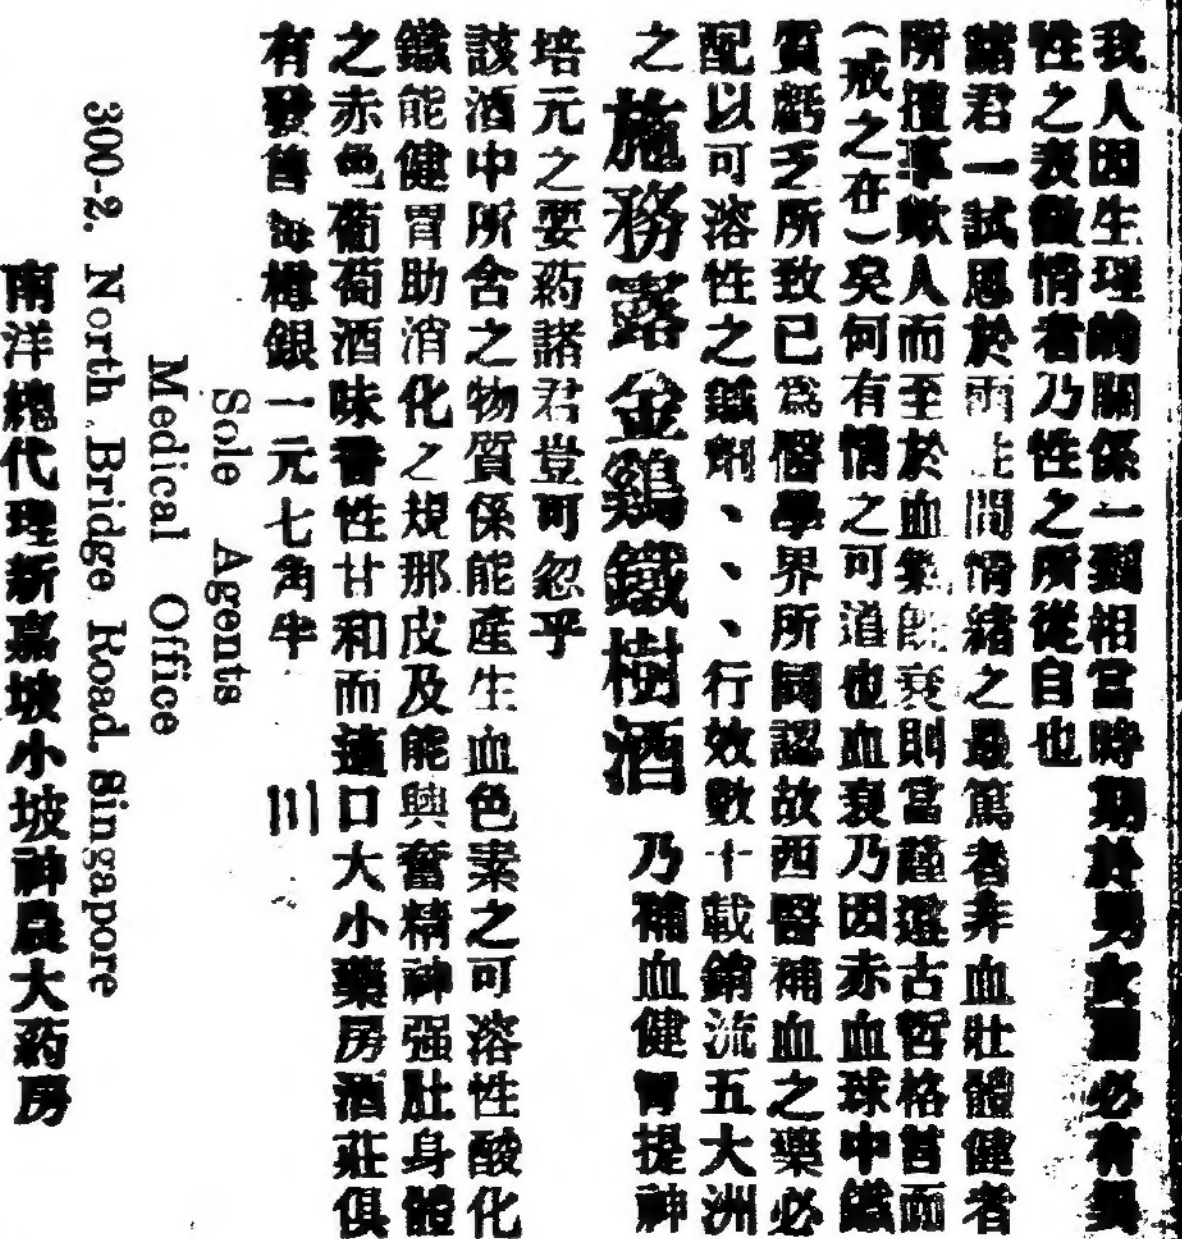 我人因生理的關係一到相當時期於男女間必有異
性之表徵情者乃性之所從自也
諸君一試思於兩性間情緒之最篤者非血壯體健者
所擅事歟人而至於血氣既衰則當謹遵古哲格言而
（戒之在）矣何有情之可道也血衰乃因赤血球中鐵
質虧乏所致已爲醫學界所同認故西醫補血之藥必
配以可溶性之鐵劑、、、行效數十載銷流五大洲
之施務露金鷄鐵樹酒乃補血健胃提神
培元之要葯諸君豈可忽乎
該酒中所含之物質係能產生血色素之可溶性酸化
鐵能健胃助消化之規那皮及能興奮精神强壯身體
之赤色葡萄酒味香性甘和而適口大小藥房酒莊俱
有發售每樽銀一元七角半
Sole Agents
Medical Office
300-2. North Bridge Road. Singapore
南洋總代理新嘉坡小坡神農大葯房